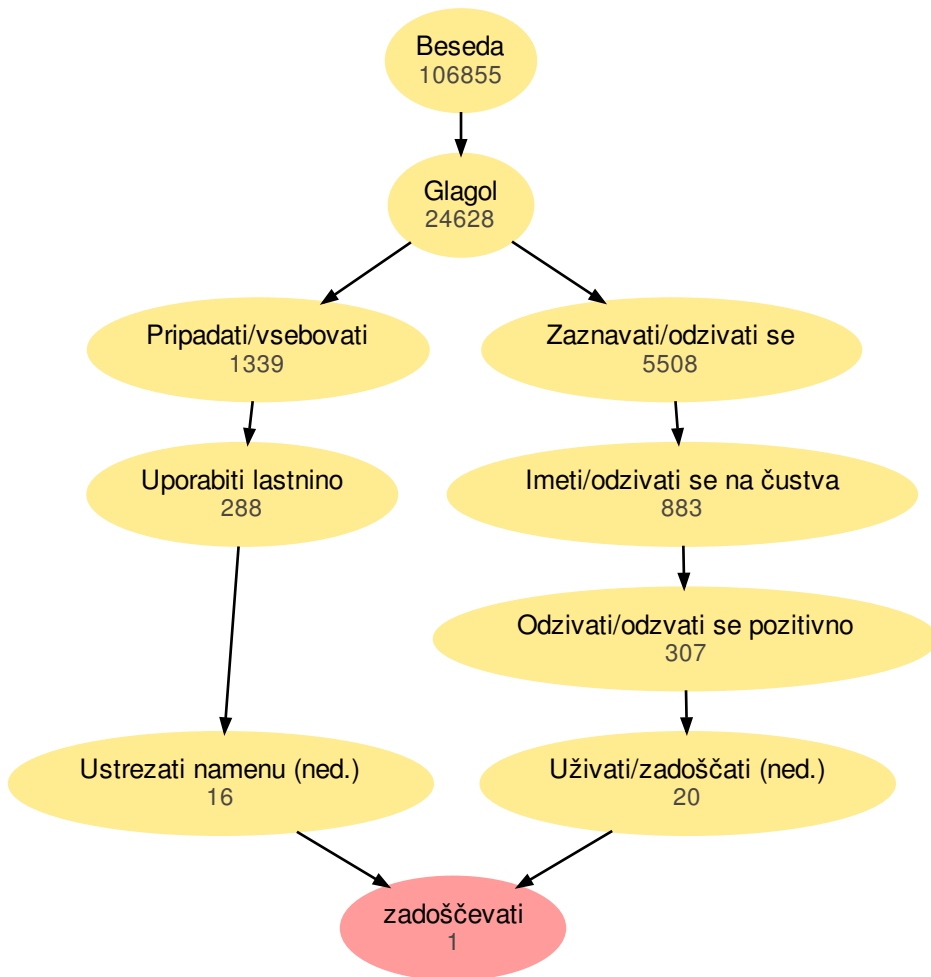 Beseda
106855
Glagol
24628
Pripadati/vsebovati
1339
Zaznavati/odzivati se
5508
Uporabiti lastnino
288
Imeti/odzivati se na čustva
883
Odzivati/odzvati se pozitivno
307
Ustrezati namenu (ned.)
16
Uživati/zadoščati (ned.)
20
zadoščevati
1